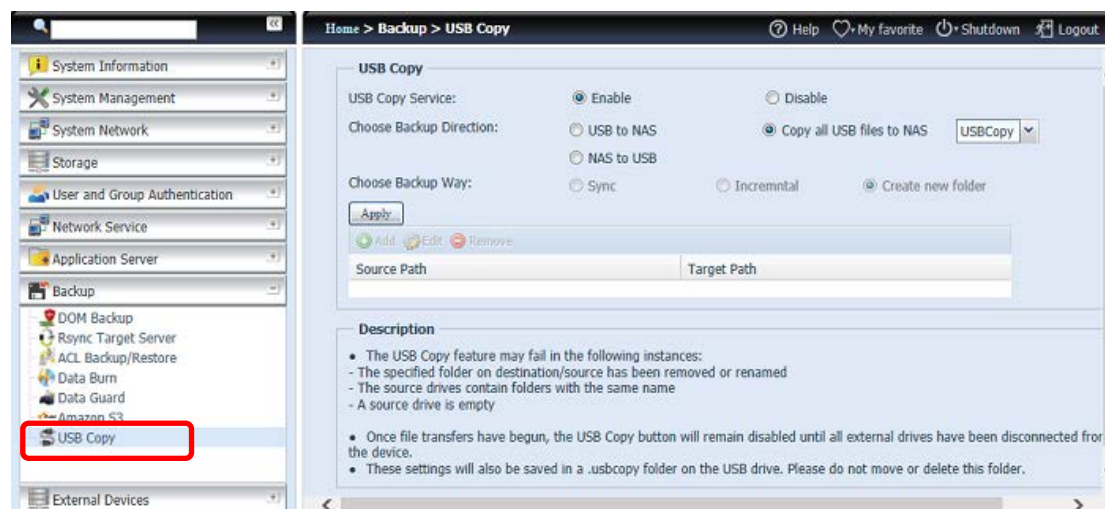 Home > Backup > USB Copy
Help My favorite Shutdown Logout
System Information
System Management
System Network
Storage
User and Group Authentication
Network Service
Application Server
Backup
DOM Backup
Rsync Target Server
ACL Backup/Restore
Data Burn
Data Guard
Amazon S3
USB Copy
External Devices
USB Copy
USB Copy Service: Enable Disable
Choose Backup Direction: USB to NAS Copy all USB files to NAS USBCopy
NAS to USB
Choose Backup Way: Sync Incremntal Create new folder
Apply
Add Edit Remove
Source Path Target Path
Description
• The USB Copy feature may fail in the following instances:
- The specified folder on destination/source has been removed or renamed
- The source drives contain folders with the same name
- A source drive is empty
• Once file transfers have begun, the USB Copy button will remain disabled until all external drives have been disconnected fror
the device.
• These settings will also be saved in a .usbcopy folder on the USB drive. Please do not move or delete this folder.